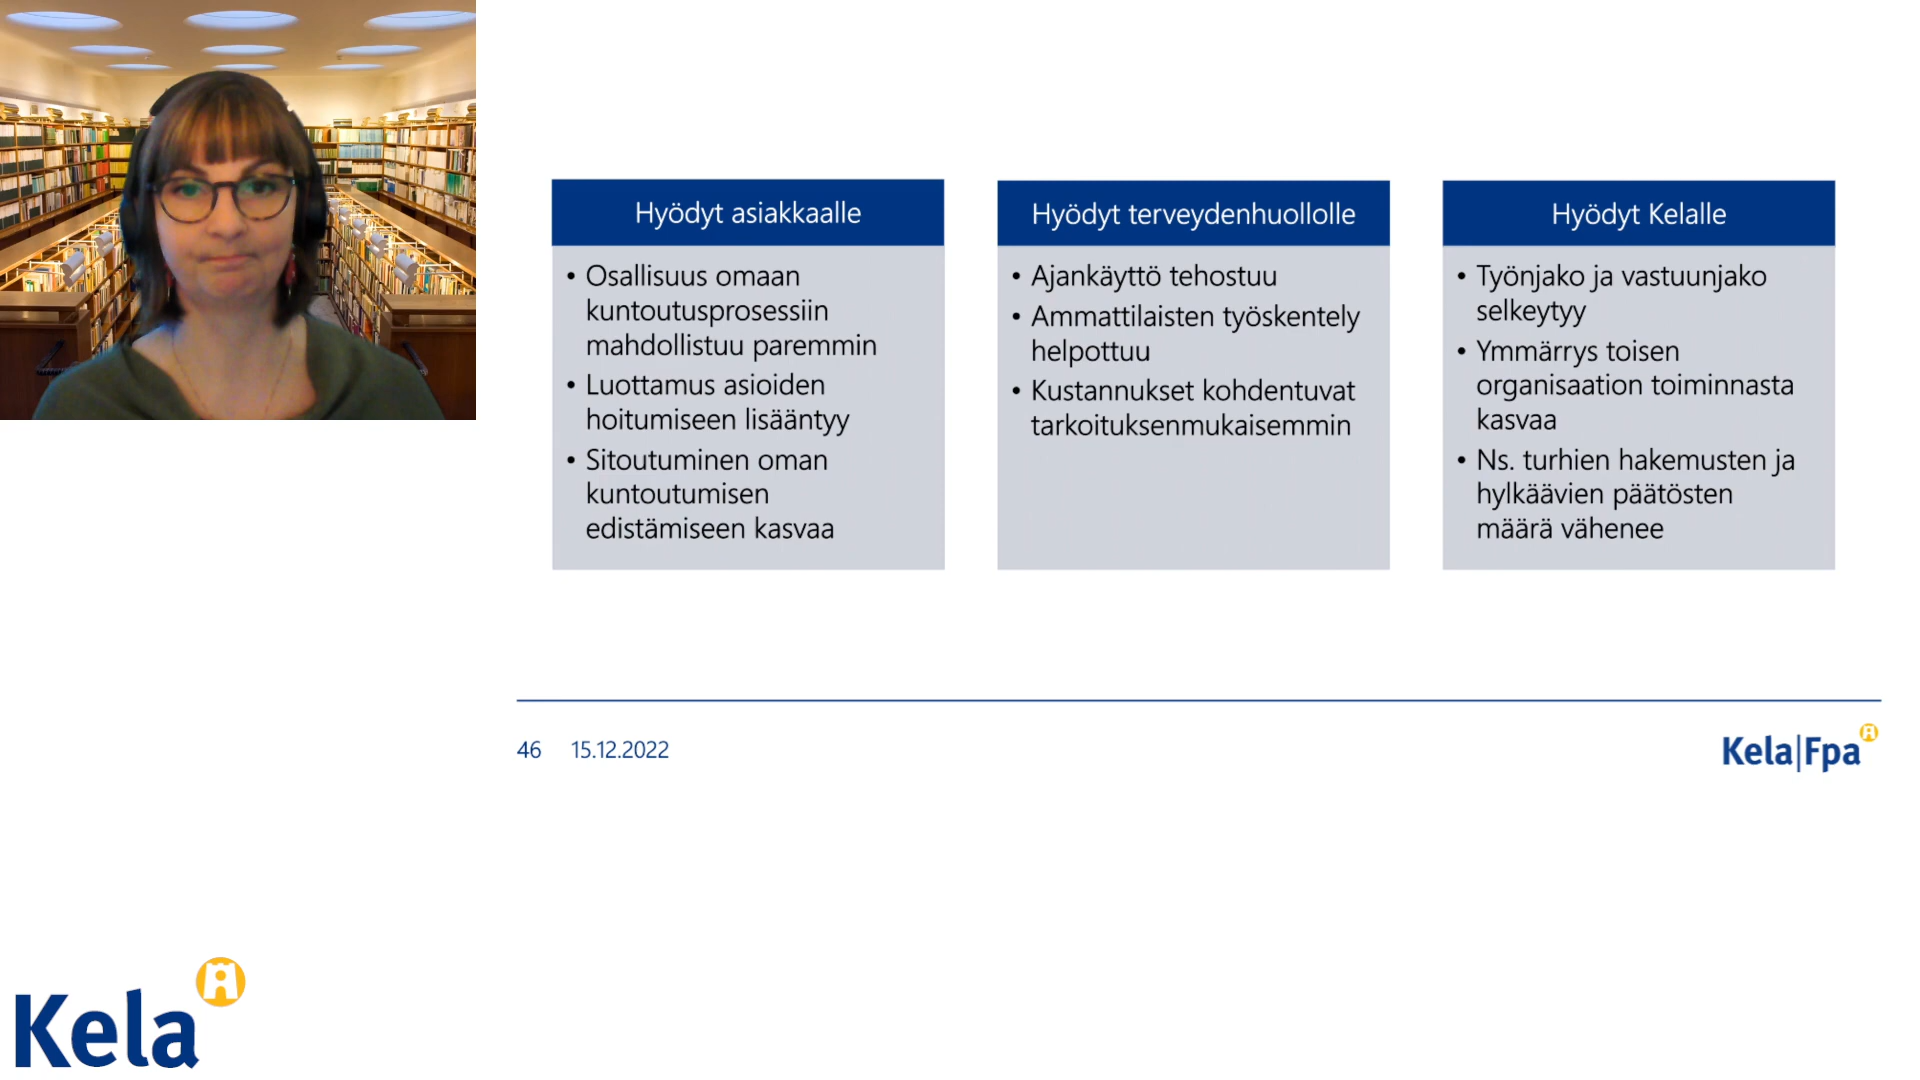 Hyödyt asiakkaalle
• Osallisuus omaan
kuntoutusprosessiin
mahdollistuu paremmin
• Luottamus asioiden
hoitumiseen lisääntyy
• Sitoutuminen oman
kuntoutumisen
edistämiseen kasvaa
Hyödyt terveydenhuollolle
• Ajankäyttö tehostuu
• Ammattilaisten työskentely
helpottuu
• Kustannukset kohdentuvat
tarkoituksenmukaisemmin
Hyödyt Kelalle
• Työnjako ja vastuunjako
selkeytyy
• Ymmärrys toisen
organisaation toiminnasta
kasvaa
• Ns. turhien hakemusten ja
hylkäävien päätösten
määrä vähenee
46 15.12.2022
Kela|Fpa
Kela